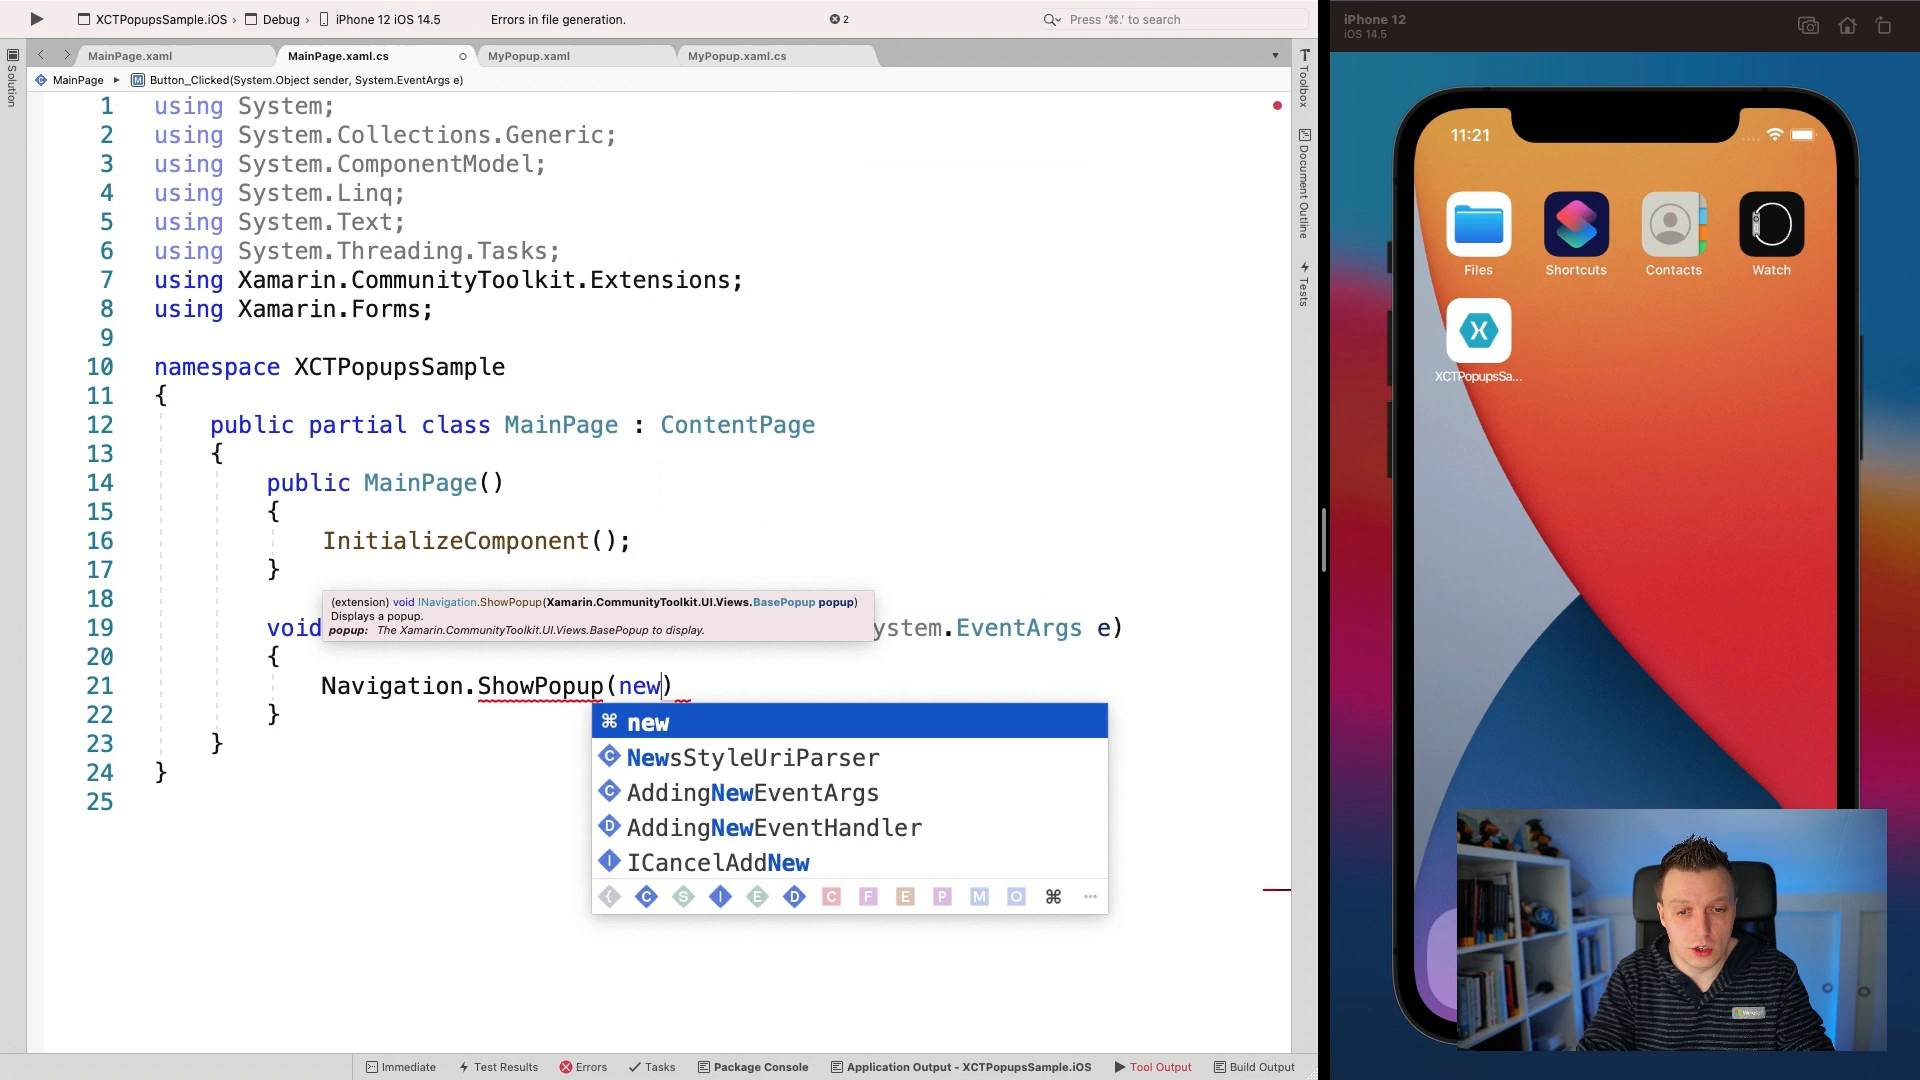 XCTPopupsSample.iOS › Debug › iPhone 12 iOS 14.5
Errors in file generation.
2
Press '⌘.' to search
MainPage.xaml
MainPage.xaml.cs
MyPopup.xaml
MyPopup.xaml.cs
MainPage ▸ M Button_Clicked(System.Object sender, System.EventArgs e)
Solution
Toolbox
Document Outline
Tests
1 using System;
2 using System.Collections.Generic;
3 using System.ComponentModel;
4 using System.Linq;
5 using System.Text;
6 using System.Threading.Tasks;
7 using Xamarin.CommunityToolkit.Extensions;
8 using Xamarin.Forms;
9
10 namespace XCTPopupsSample
11 {
12 public partial class MainPage : ContentPage
13 {
14 public MainPage()
15 {
16 InitializeComponent();
17 }
18
(extension) void INavigation.ShowPopup(Xamarin.CommunityToolkit.UI.Views.BasePopup popup)
Displays a popup.
popup: The Xamarin.CommunityToolkit.UI.Views.BasePopup to display.
19 void ystem.EventArgs e)
20 {
21 Navigation.ShowPopup(new)
22 }
23 }
24 }
25
⌘ new
C NewsStyleUriParser
C AddingNewEventArgs
D AddingNewEventHandler
I ICancelAddNew
{ C S I E D C F E P M O ⌘ ···
Immediate
Test Results
Errors
Tasks
Package Console
Application Output - XCTPopupsSample.iOS
Tool Output
Build Output
iPhone 12
iOS 14.5
11:21
Files
Shortcuts
Contacts
Watch
XCTPopupsSa...